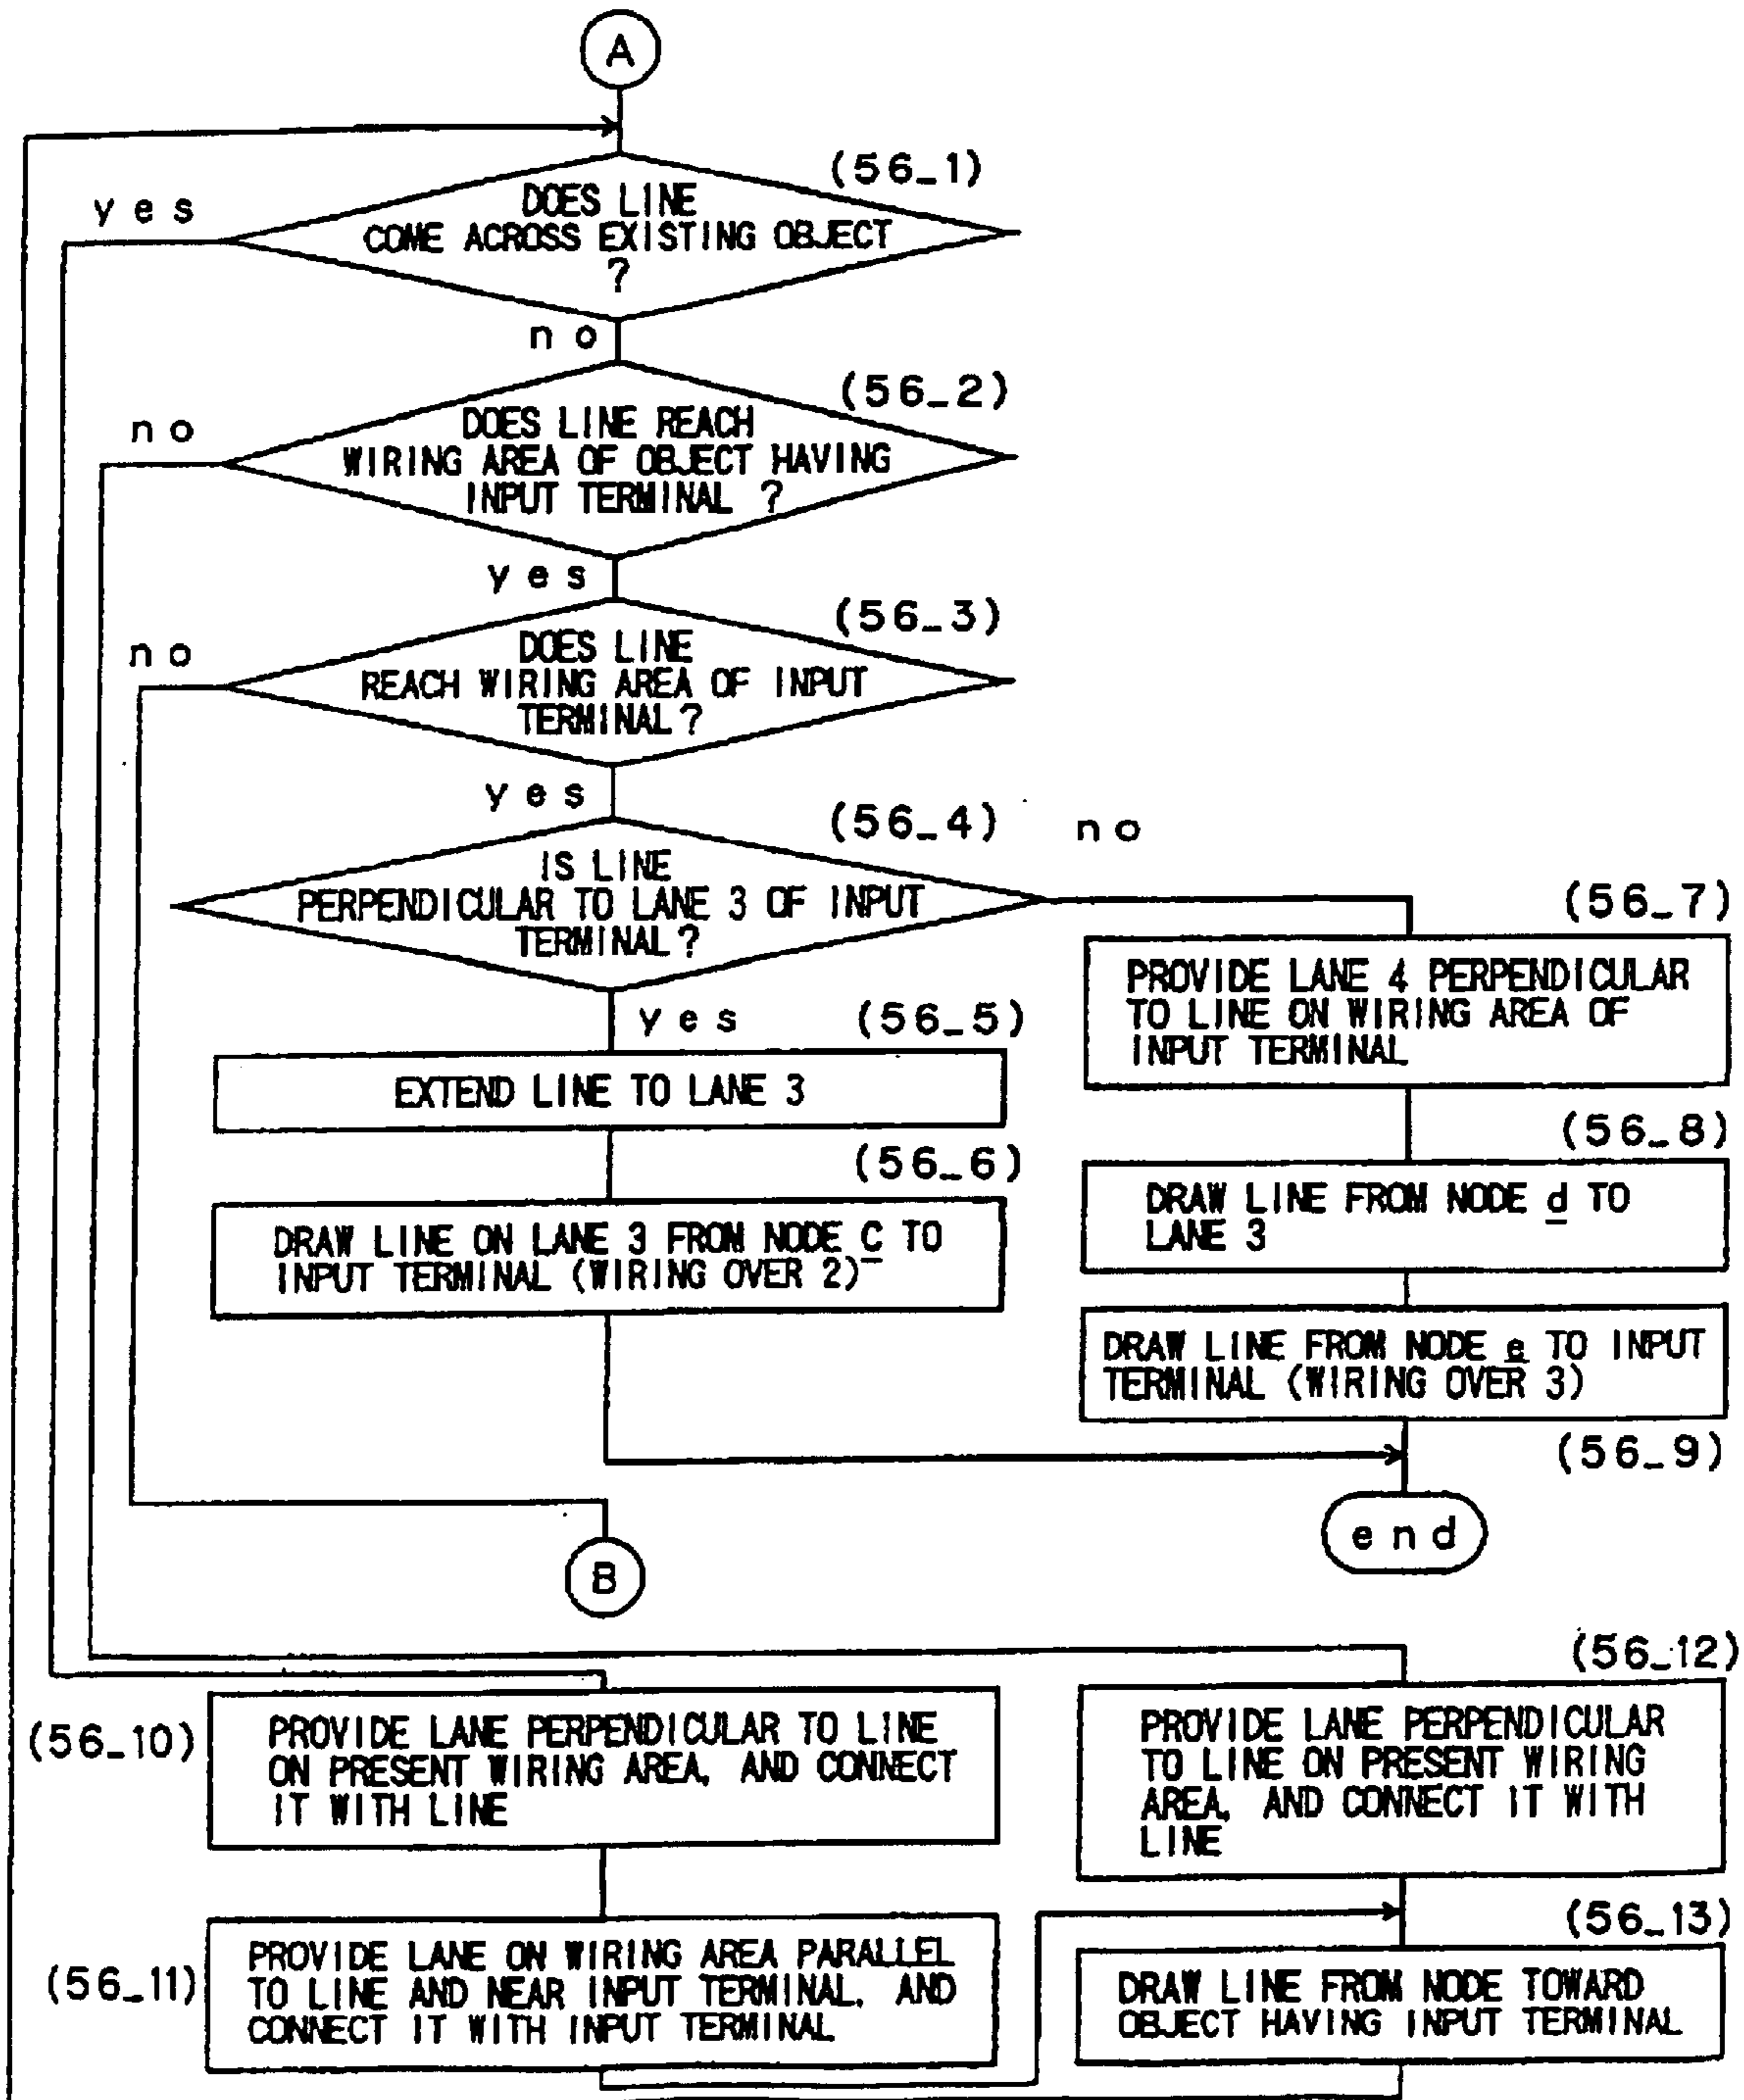 A
(56_1)
yes
DOES LINE
COME ACROSS EXISTING OBJECT
?
no
(56_2)
no
DOES LINE REACH
WIRING AREA OF OBJECT HAVING
INPUT TERMINAL ?
yes
(56_3)
no
DOES LINE
REACH WIRING AREA OF INPUT
TERMINAL?
yes
(56_4)
no
IS LINE
PERPENDICULAR TO LANE 3 OF INPUT
TERMINAL?
yes
(56_5)
EXTEND LINE TO LANE 3
(56_6)
DRAW LINE ON LANE 3 FROM NODE C TO
INPUT TERMINAL (WIRING OVER 2)
(56_7)
PROVIDE LANE 4 PERPENDICULAR
TO LINE ON WIRING AREA OF
INPUT TERMINAL
(56_8)
DRAW LINE FROM NODE d TO
LANE 3
DRAW LINE FROM NODE e TO INPUT
TERMINAL (WIRING OVER 3)
(56_9)
end
B
(56_10)
PROVIDE LANE PERPENDICULAR TO LINE
ON PRESENT WIRING AREA, AND CONNECT
IT WITH LINE
(56_11)
PROVIDE LANE ON WIRING AREA PARALLEL
TO LINE AND NEAR INPUT TERMINAL, AND
CONNECT IT WITH INPUT TERMINAL
(56_12)
PROVIDE LANE PERPENDICULAR
TO LINE ON PRESENT WIRING
AREA, AND CONNECT IT WITH
LINE
(56_13)
DRAW LINE FROM NODE TOWARD
OBJECT HAVING INPUT TERMINAL